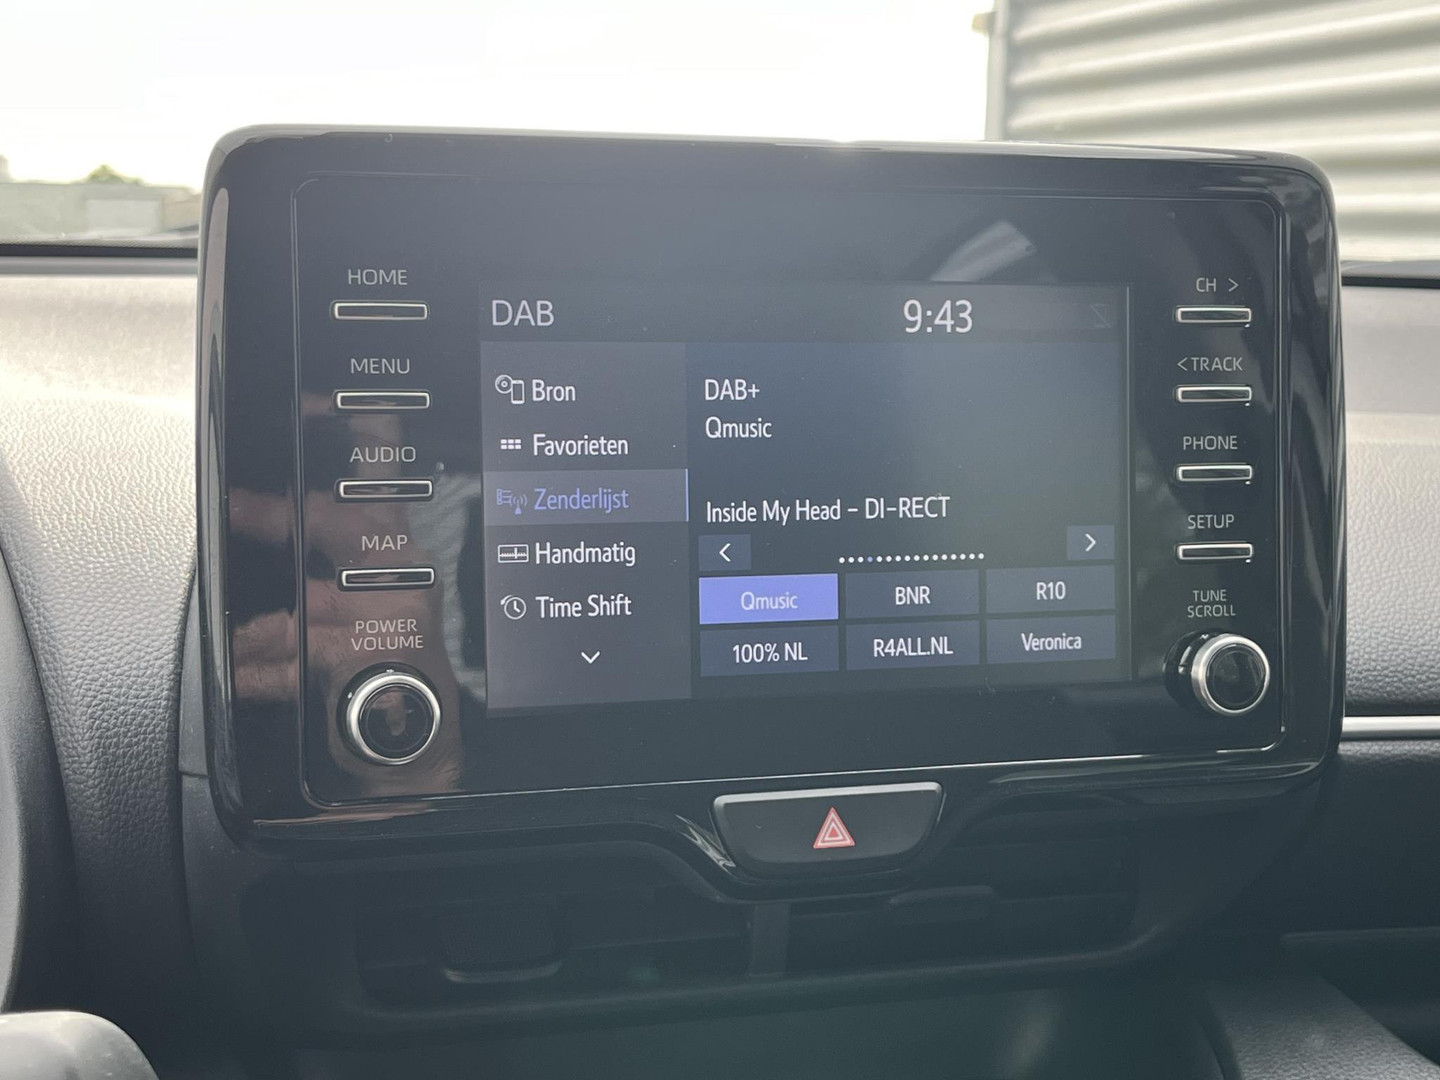 HOME
MENU
AUDIO
MAP
POWER
VOLUME
DAB
9:43
Bron
Favorieten
Zenderlijst
Handmatig
Time Shift
DAB+
Qmusic
Inside My Head - DI-RECT
<
>
Qmusic
BNR
R10
100% NL
R4ALL.NL
Veronica
CH >
< TRACK
PHONE
SETUP
TUNE
SCROLL